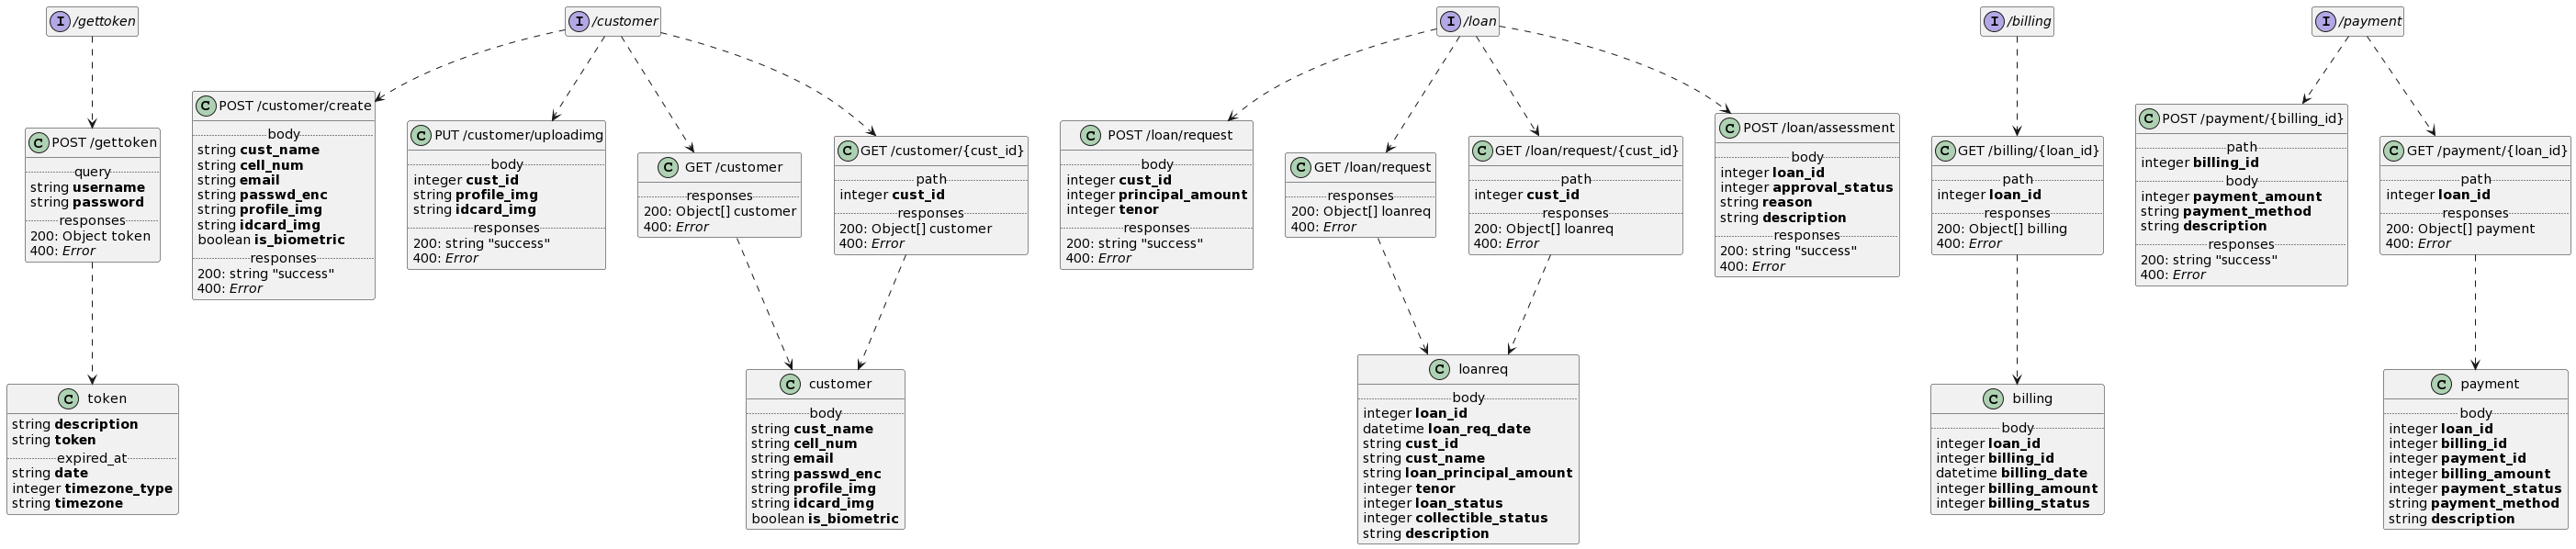 I /gettoken
C POST /gettoken
query
string username
string password
responses
200: Object token
400: Error
C token
string description
string token
expired_at
string date
integer timezone_type
string timezone
I /customer
C POST /customer/create
body
string cust_name
string cell_num
string email
string passwd_enc
string profile_img
string idcard_img
boolean is_biometric
responses
200: string "success"
400: Error
C PUT /customer/uploadimg
body
integer cust_id
string profile_img
string idcard_img
responses
200: string "success"
400: Error
C GET /customer
responses
200: Object[] customer
400: Error
C GET /customer/{cust_id}
path
integer cust_id
responses
200: Object[] customer
400: Error
C customer
body
string cust_name
string cell_num
string email
string passwd_enc
string profile_img
string idcard_img
boolean is_biometric
I /loan
C POST /loan/request
body
integer cust_id
integer principal_amount
integer tenor
responses
200: string "success"
400: Error
C GET /loan/request
responses
200: Object[] loanreq
400: Error
C GET /loan/request/{cust_id}
path
integer cust_id
responses
200: Object[] loanreq
400: Error
C POST /loan/assessment
body
integer loan_id
integer approval_status
string reason
string description
responses
200: string "success"
400: Error
C loanreq
body
integer loan_id
datetime loan_req_date
string cust_id
string cust_name
string loan_principal_amount
integer tenor
integer loan_status
integer collectible_status
string description
I /billing
C GET /billing/{loan_id}
path
integer loan_id
responses
200: Object[] billing
400: Error
C billing
body
integer loan_id
integer billing_id
datetime billing_date
integer billing_amount
integer billing_status
I /payment
C POST /payment/{billing_id}
path
integer billing_id
body
integer payment_amount
string payment_method
string description
responses
200: string "success"
400: Error
C GET /payment/{loan_id}
path
integer loan_id
responses
200: Object[] payment
400: Error
C payment
body
integer loan_id
integer billing_id
integer payment_id
integer billing_amount
integer payment_status
string payment_method
string description